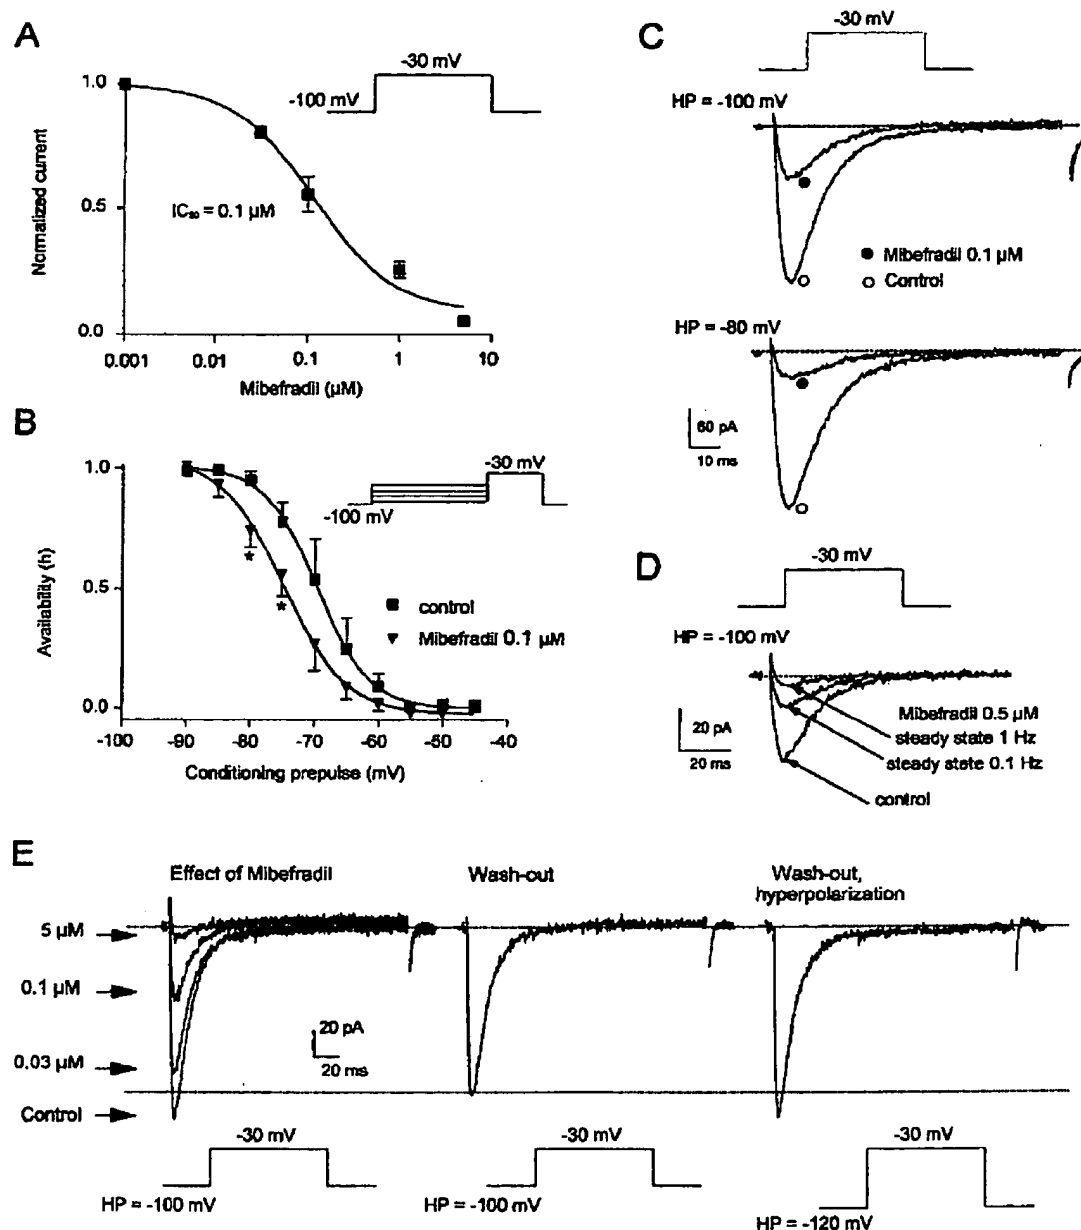 A
-30 mV
-100 mV
1.0
0.5
0.0
Normalized current
IC₅₀ = 0.1 µM
0.001
0.01
0.1
1
10
Mibefradil (µM)
B
-30 mV
-100 mV
1.0
0.5
0.0
Availability (h)
*
*
control
Mibefradil 0.1 µM
-100
-90
-80
-70
-60
-50
-40
Conditioning prepulse (mV)
C
-30 mV
HP = -100 mV
Mibefradil 0.1 µM
Control
HP = -80 mV
60 pA
10 ms
D
-30 mV
HP = -100 mV
20 pA
20 ms
Mibefradil 0.5 µM
steady state 1 Hz
steady state 0.1 Hz
control
E
Effect of Mibefradil
Wash-out
Wash-out,
hyperpolarization
5 µM
0.1 µM
0.03 µM
Control
20 pA
20 ms
-30 mV
HP = -100 mV
-30 mV
HP = -100 mV
-30 mV
HP = -120 mV